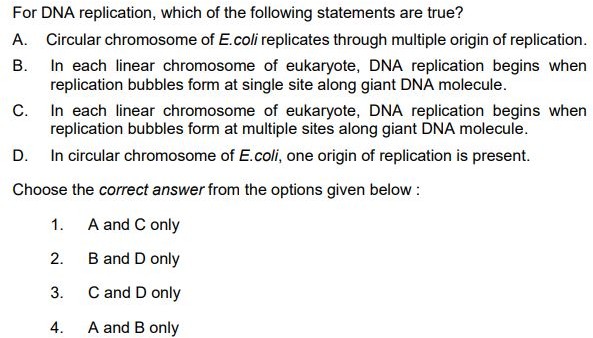 For DNA replication, which of the following statements are true?
A. Circular chromosome of E.coli replicates through multiple origin of replication.
B. In each linear chromosome of eukaryote, DNA replication begins when
replication bubbles form at single site along giant DNA molecule.
C. In each linear chromosome of eukaryote, DNA replication begins when
replication bubbles form at multiple sites along giant DNA molecule.
D. In circular chromosome of E.coli, one origin of replication is present.
Choose the correct answer from the options given below :
1. A and C only
2. B and D only
3. C and D only
4. A and B only